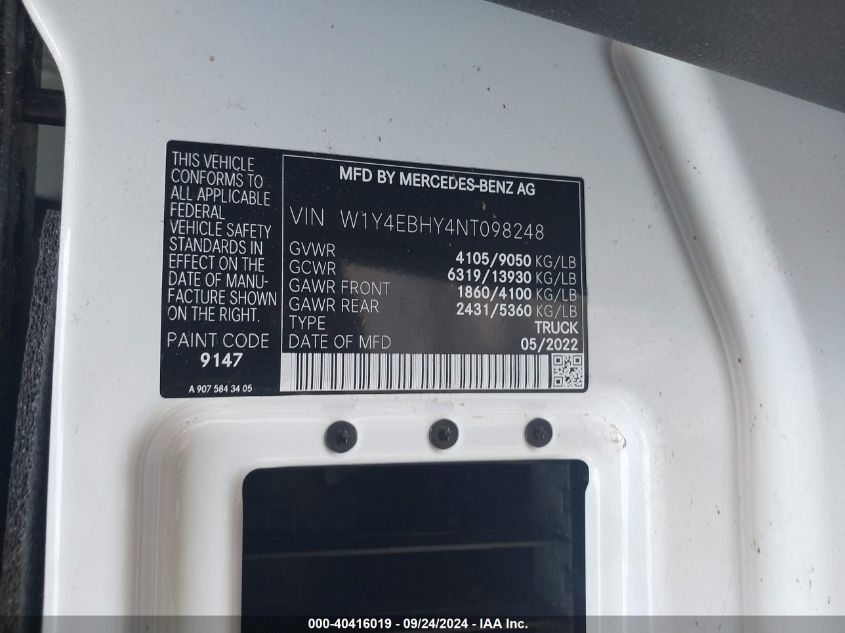 THIS VEHICLE
CONFORMS TO
ALL APPLICABLE
FEDERAL
VEHICLE SAFETY
STANDARDS IN
EFFECT ON THE
DATE OF MANU-
FACTURE SHOWN
ON THE RIGHT.
PAINT CODE
9147
A 907 584 34 05
MFD BY MERCEDES-BENZ AG
VIN W1Y4EBHY4NT098248
GVWR 4105/9050 KG/LB
GCWR 6319/13930 KG/LB
GAWR FRONT 1860/4100 KG/LB
GAWR REAR 2431/5360 KG/LB
TYPE TRUCK
DATE OF MFD 05/2022
000-40416019 - 09/24/2024 - IAA Inc.